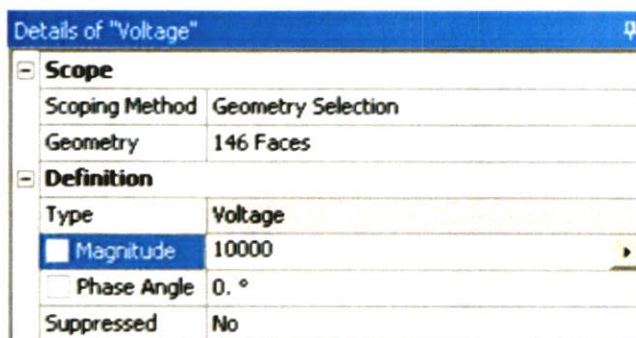 Details of "Voltage"
Scope
Scoping Method Geometry Selection
Geometry 146 Faces
Definition
Type Voltage
Magnitude 10000
Phase Angle 0. °
Suppressed No